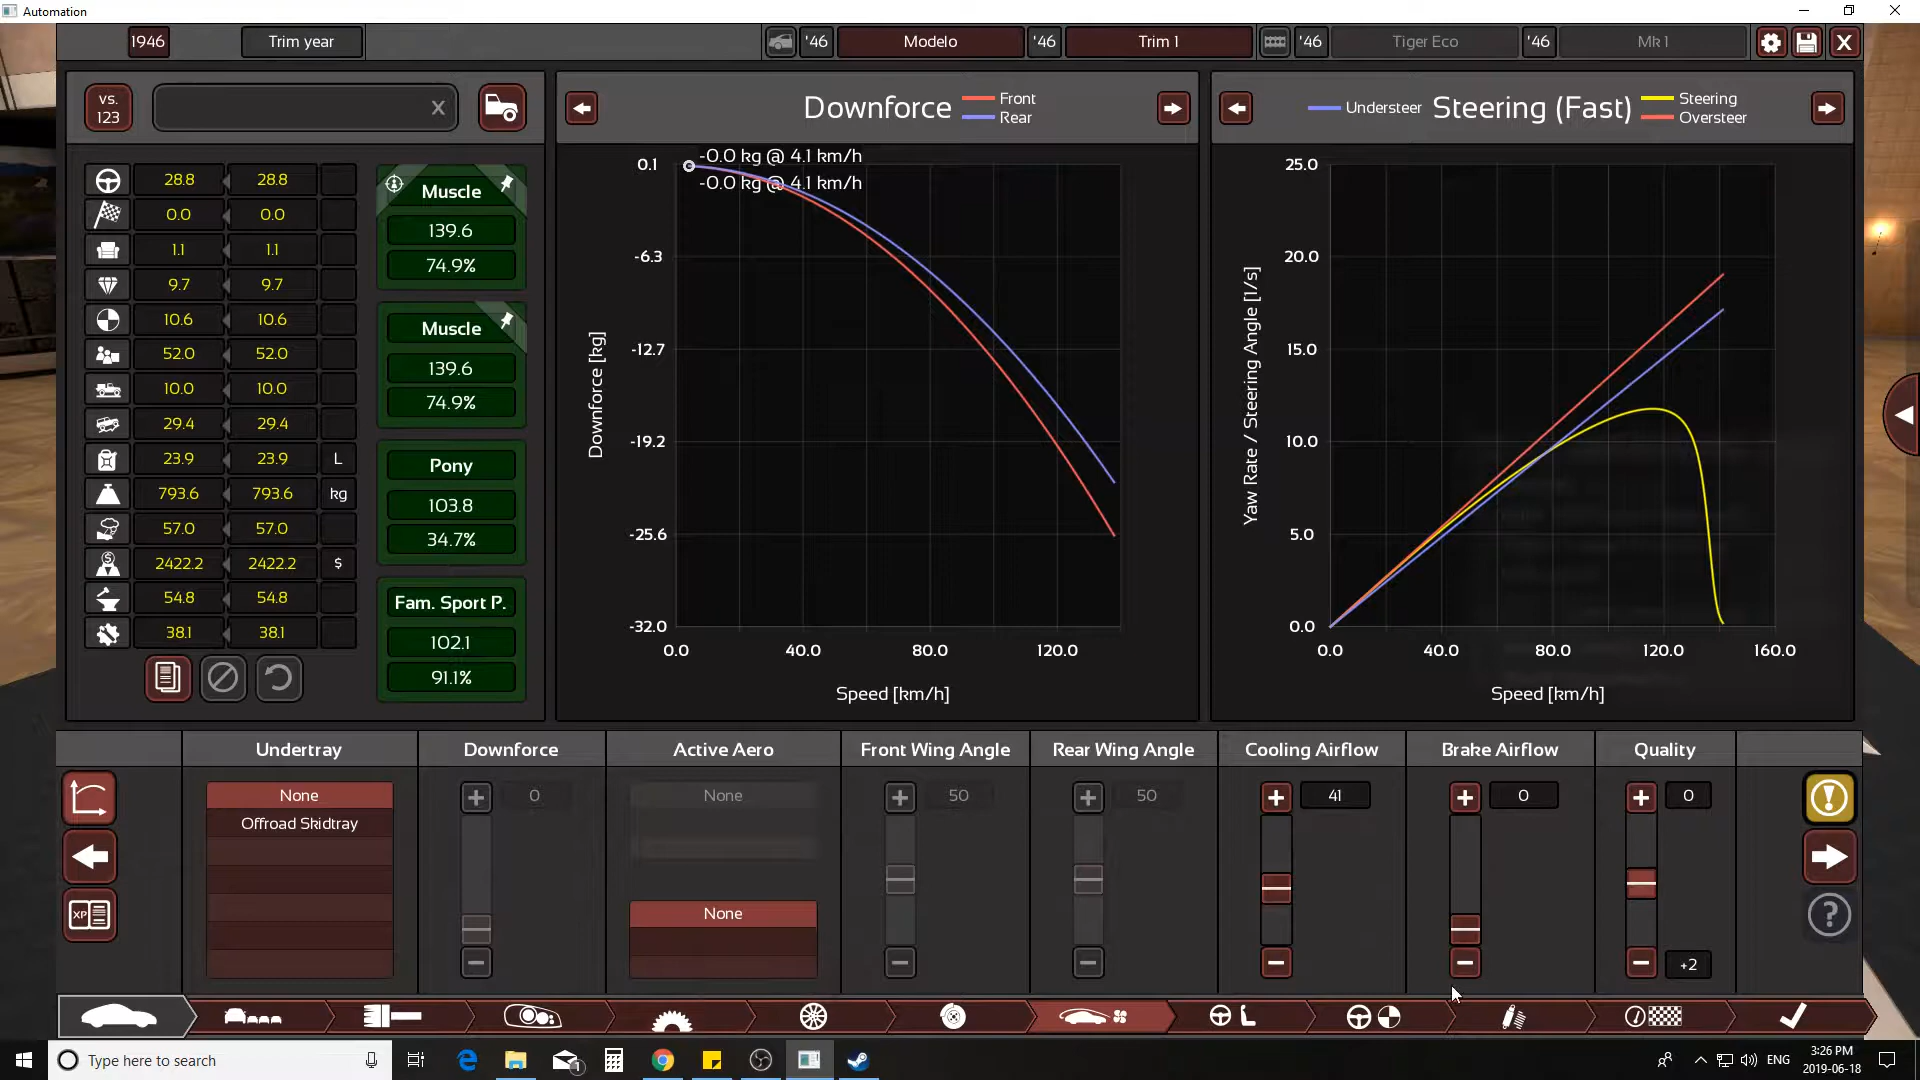 Automation
1946
Trim year
'46
Modelo
'46
Trim 1
'46
Tiger Eco
'46
Mk 1
vs.
123
X
28.8 28.8
0.0 0.0
1.1 1.1
9.7 9.7
10.6 10.6
52.0 52.0
10.0 10.0
29.4 29.4
23.9 23.9 L
793.6 793.6 kg
57.0 57.0
2422.2 2422.2 $
54.8 54.8
38.1 38.1
Muscle
139.6
74.9%
Muscle
139.6
74.9%
Pony
103.8
34.7%
Fam. Sport P.
102.1
91.1%
Downforce
Front
Rear
-0.0 kg @ 4.1 km/h
-0.0 kg @ 4.1 km/h
0.1
-6.3
-12.7
-19.2
-25.6
-32.0
Downforce [kg]
0.0 40.0 80.0 120.0
Speed [km/h]
Understeer
Steering (Fast)
Steering
Oversteer
25.0
20.0
15.0
10.0
5.0
0.0
Yaw Rate / Steering Angle [1/s]
0.0 40.0 80.0 120.0 160.0
Speed [km/h]
Undertray
None
Offroad Skidtray
Downforce
0
Active Aero
None
None
Front Wing Angle
50
Rear Wing Angle
50
Cooling Airflow
41
Brake Airflow
0
Quality
0
+2
XP
Type here to search
1
ENG
3:26 PM
2019-06-18